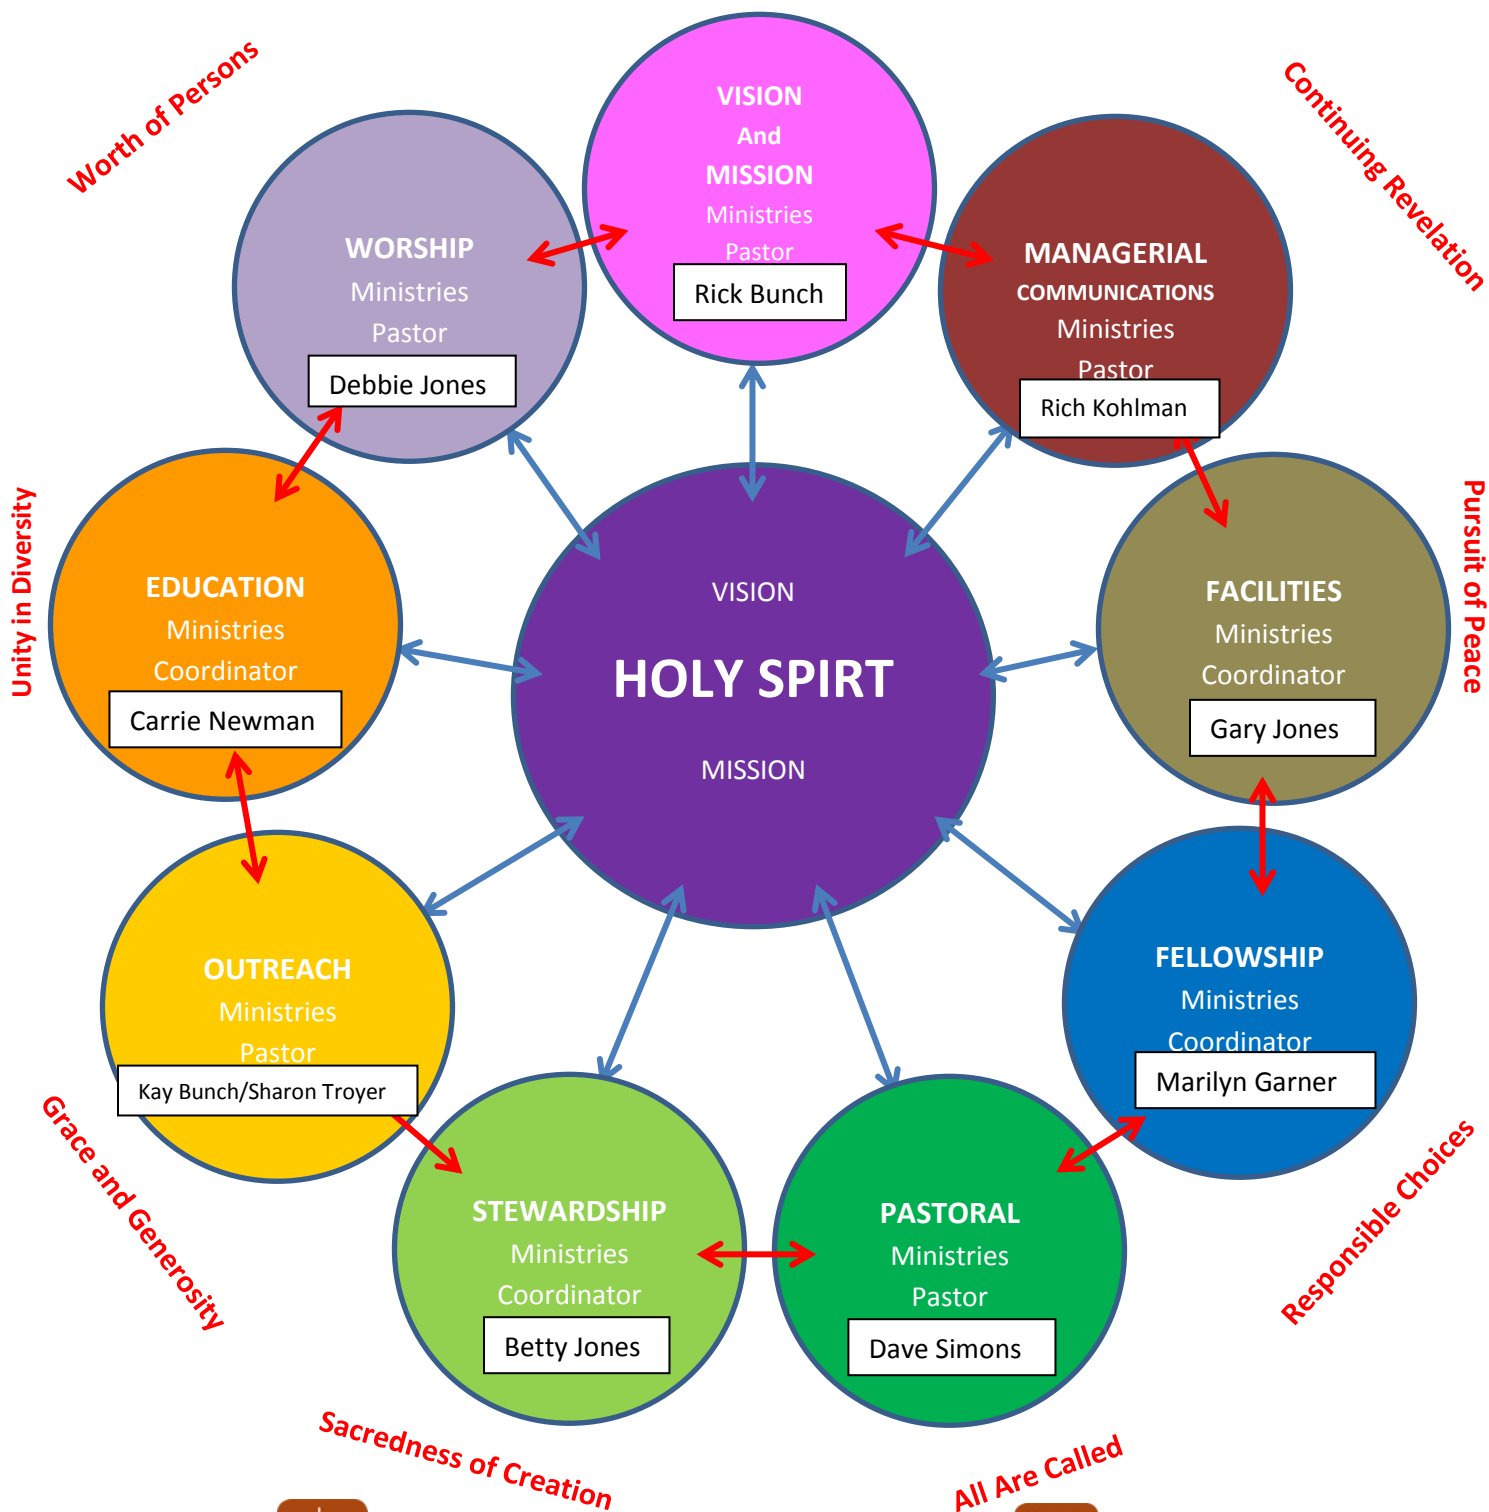 Worth of Persons
Continuing Revelation
VISION
And
MISSION
Ministries
Pastor
Rick Bunch
WORSHIP
Ministries
Pastor
Debbie Jones
MANAGERIAL
COMMUNICATIONS
Ministries
Pastor
Rich Kohlman
Unity in Diversity
EDUCATION
Ministries
Coordinator
Carrie Newman
VISION
HOLY SPIRT
MISSION
FACILITIES
Ministries
Coordinator
Gary Jones
Pursuit of Peace
OUTREACH
Ministries
Pastor
Kay Bunch/Sharon Troyer
FELLOWSHIP
Ministries
Coordinator
Marilyn Garner
Grace and Generosity
STEWARDSHIP
Ministries
Coordinator
Betty Jones
PASTORAL
Ministries
Pastor
Dave Simons
Responsible Choices
Sacredness of Creation
All Are Called